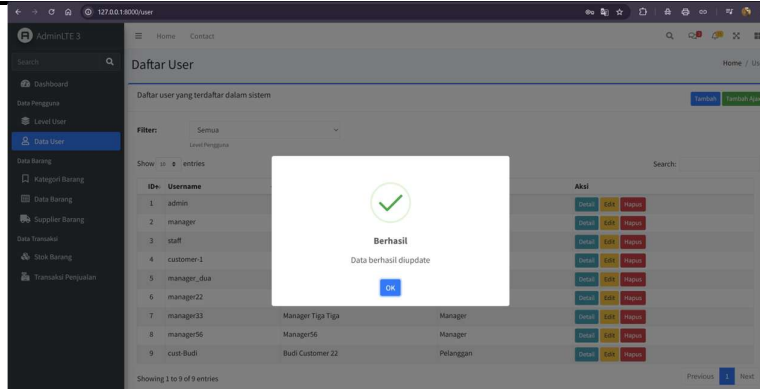 127.0.0.1:8000/user
AdminLTE 3
Home Contact
Search
Daftar User
Home /
Dashboard
Data Pengguna
Level User
Data User
Data Barang
Kategori Barang
Data Barang
Supplier Barang
Data Transaksi
Stok Barang
Transaksi Penjualan
Daftar user yang terdaftar dalam sistem
Tambah Tambah Ajax
Filter: Semua
Level Pengguna
Show 10 entries Search:
ID Username Aksi
1 admin Detail Edit Hapus
2 manager Detail Edit Hapus
3 staff Detail Edit Hapus
4 customer-1 Detail Edit Hapus
5 manager_dua Detail Edit Hapus
6 manager22 Detail Edit Hapus
7 manager33 Manager Tiga Tiga Manager Detail Edit Hapus
8 manager56 Manager56 Manager Detail Edit Hapus
9 cust-Budi Budi Customer 22 Pelanggan Detail Edit Hapus
Showing 1 to 9 of 9 entries
Previous 1 Next
Berhasil
Data berhasil diupdate
OK